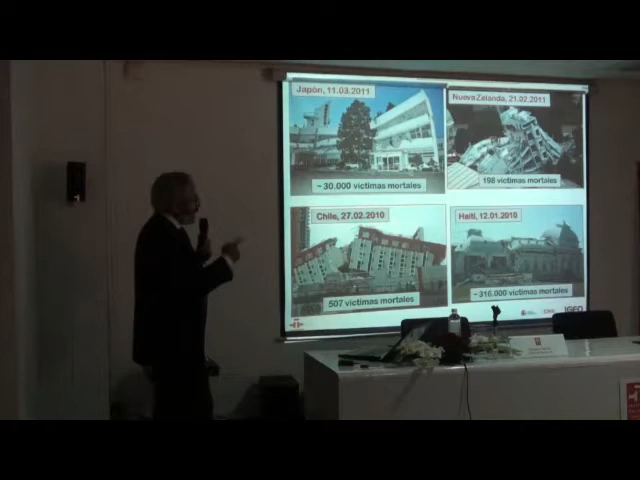 Japón, 11.03.2011
~ 30.000 víctimas mortales
Nueva Zelanda, 21.02.2011
198 víctimas mortales
Chile, 27.02.2010
507 víctimas mortales
Haití, 12.01.2010
~316.000 víctimas mortales
IGEO